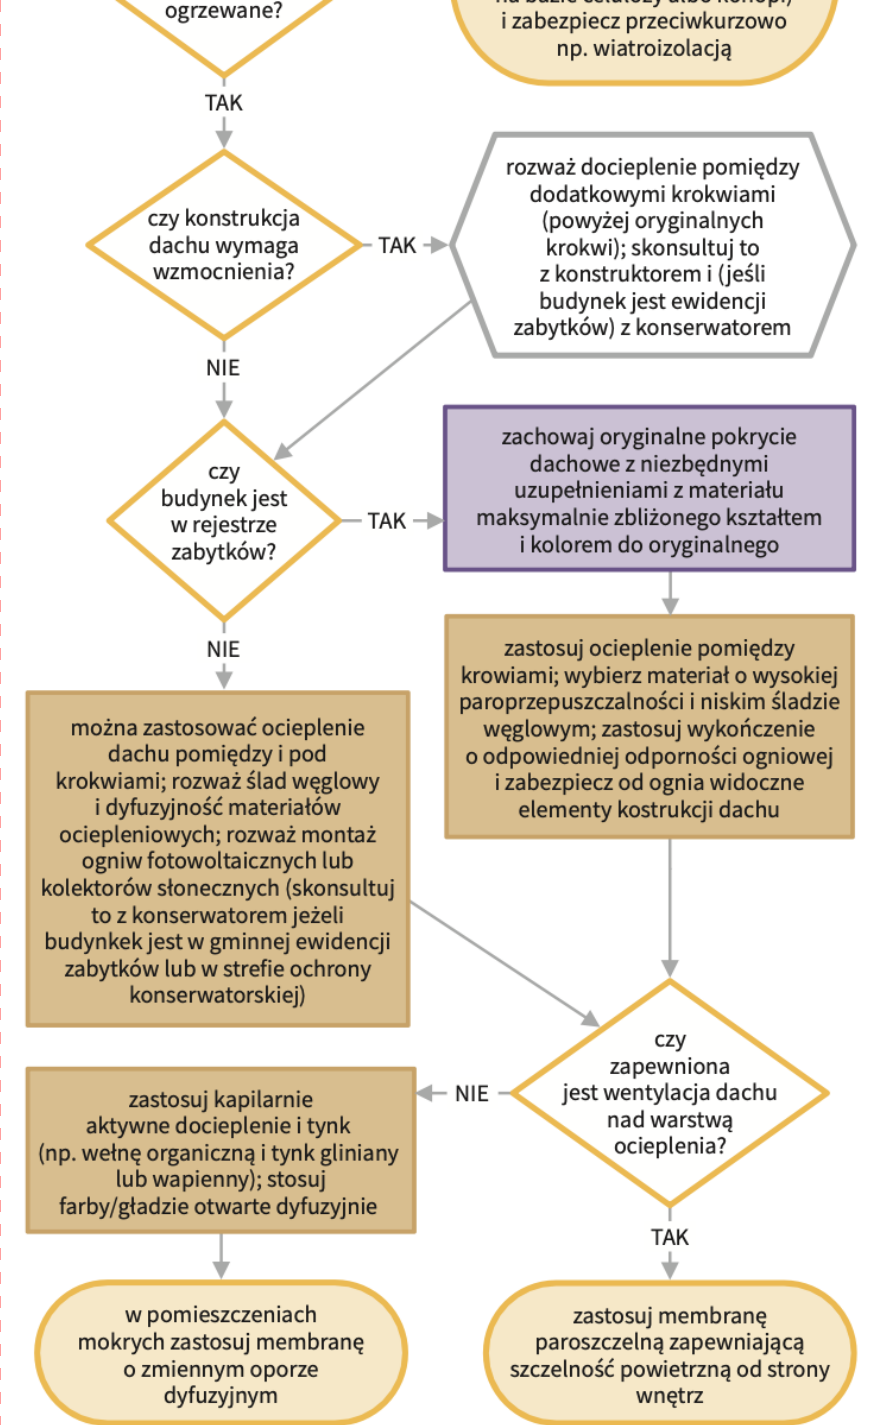 ogrzewane?
na bazie celulozy albo konopi)
i zabezpiecz przeciwkurzowo
np. wiatroizolacją
TAK
czy konstrukcja
dachu wymaga
wzmocnienia?
TAK
rozważ docieplenie pomiędzy
dodatkowymi krokwiami
(powyżej oryginalnych
krokwi); skonsultuj to
z konstruktorem i (jeśli
budynek jest ewidencji
zabytków) z konserwatorem
NIE
czy
budynek jest
w rejestrze
zabytków?
TAK
zachowaj oryginalne pokrycie
dachowe z niezbędnymi
uzupełnieniami z materiału
maksymalnie zbliżonego kształtem
i kolorem do oryginalnego
NIE
zastosuj ocieplenie pomiędzy
krowiami; wybierz materiał o wysokiej
paroprzepuszczalności i niskim śladzie
węglowym; zastosuj wykończenie
o odpowiedniej odporności ogniowej
i zabezpiecz od ognia widoczne
elementy kostrukcji dachu
można zastosować ocieplenie
dachu pomiędzy i pod
krokwiami; rozważ ślad węglowy
i dyfuzyjność materiałów
ociepleniowych; rozważ montaż
ogniw fotowoltaicznych lub
kolektorów słonecznych (skonsultuj
to z konserwatorem jeżeli
budynkek jest w gminnej ewidencji
zabytków lub w strefie ochrony
konserwatorskiej)
czy
zapewniona
jest wentylacja dachu
nad warstwą
ocieplenia?
NIE
zastosuj kapilarnie
aktywne docieplenie i tynk
(np. wełnę organiczną i tynk gliniany
lub wapienny); stosuj
farby/gładzie otwarte dyfuzyjnie
TAK
w pomieszczeniach
mokrych zastosuj membranę
o zmiennym oporze
dyfuzyjnym
zastosuj membranę
paroszczelną zapewniającą
szczelność powietrzną od strony
wnętrz